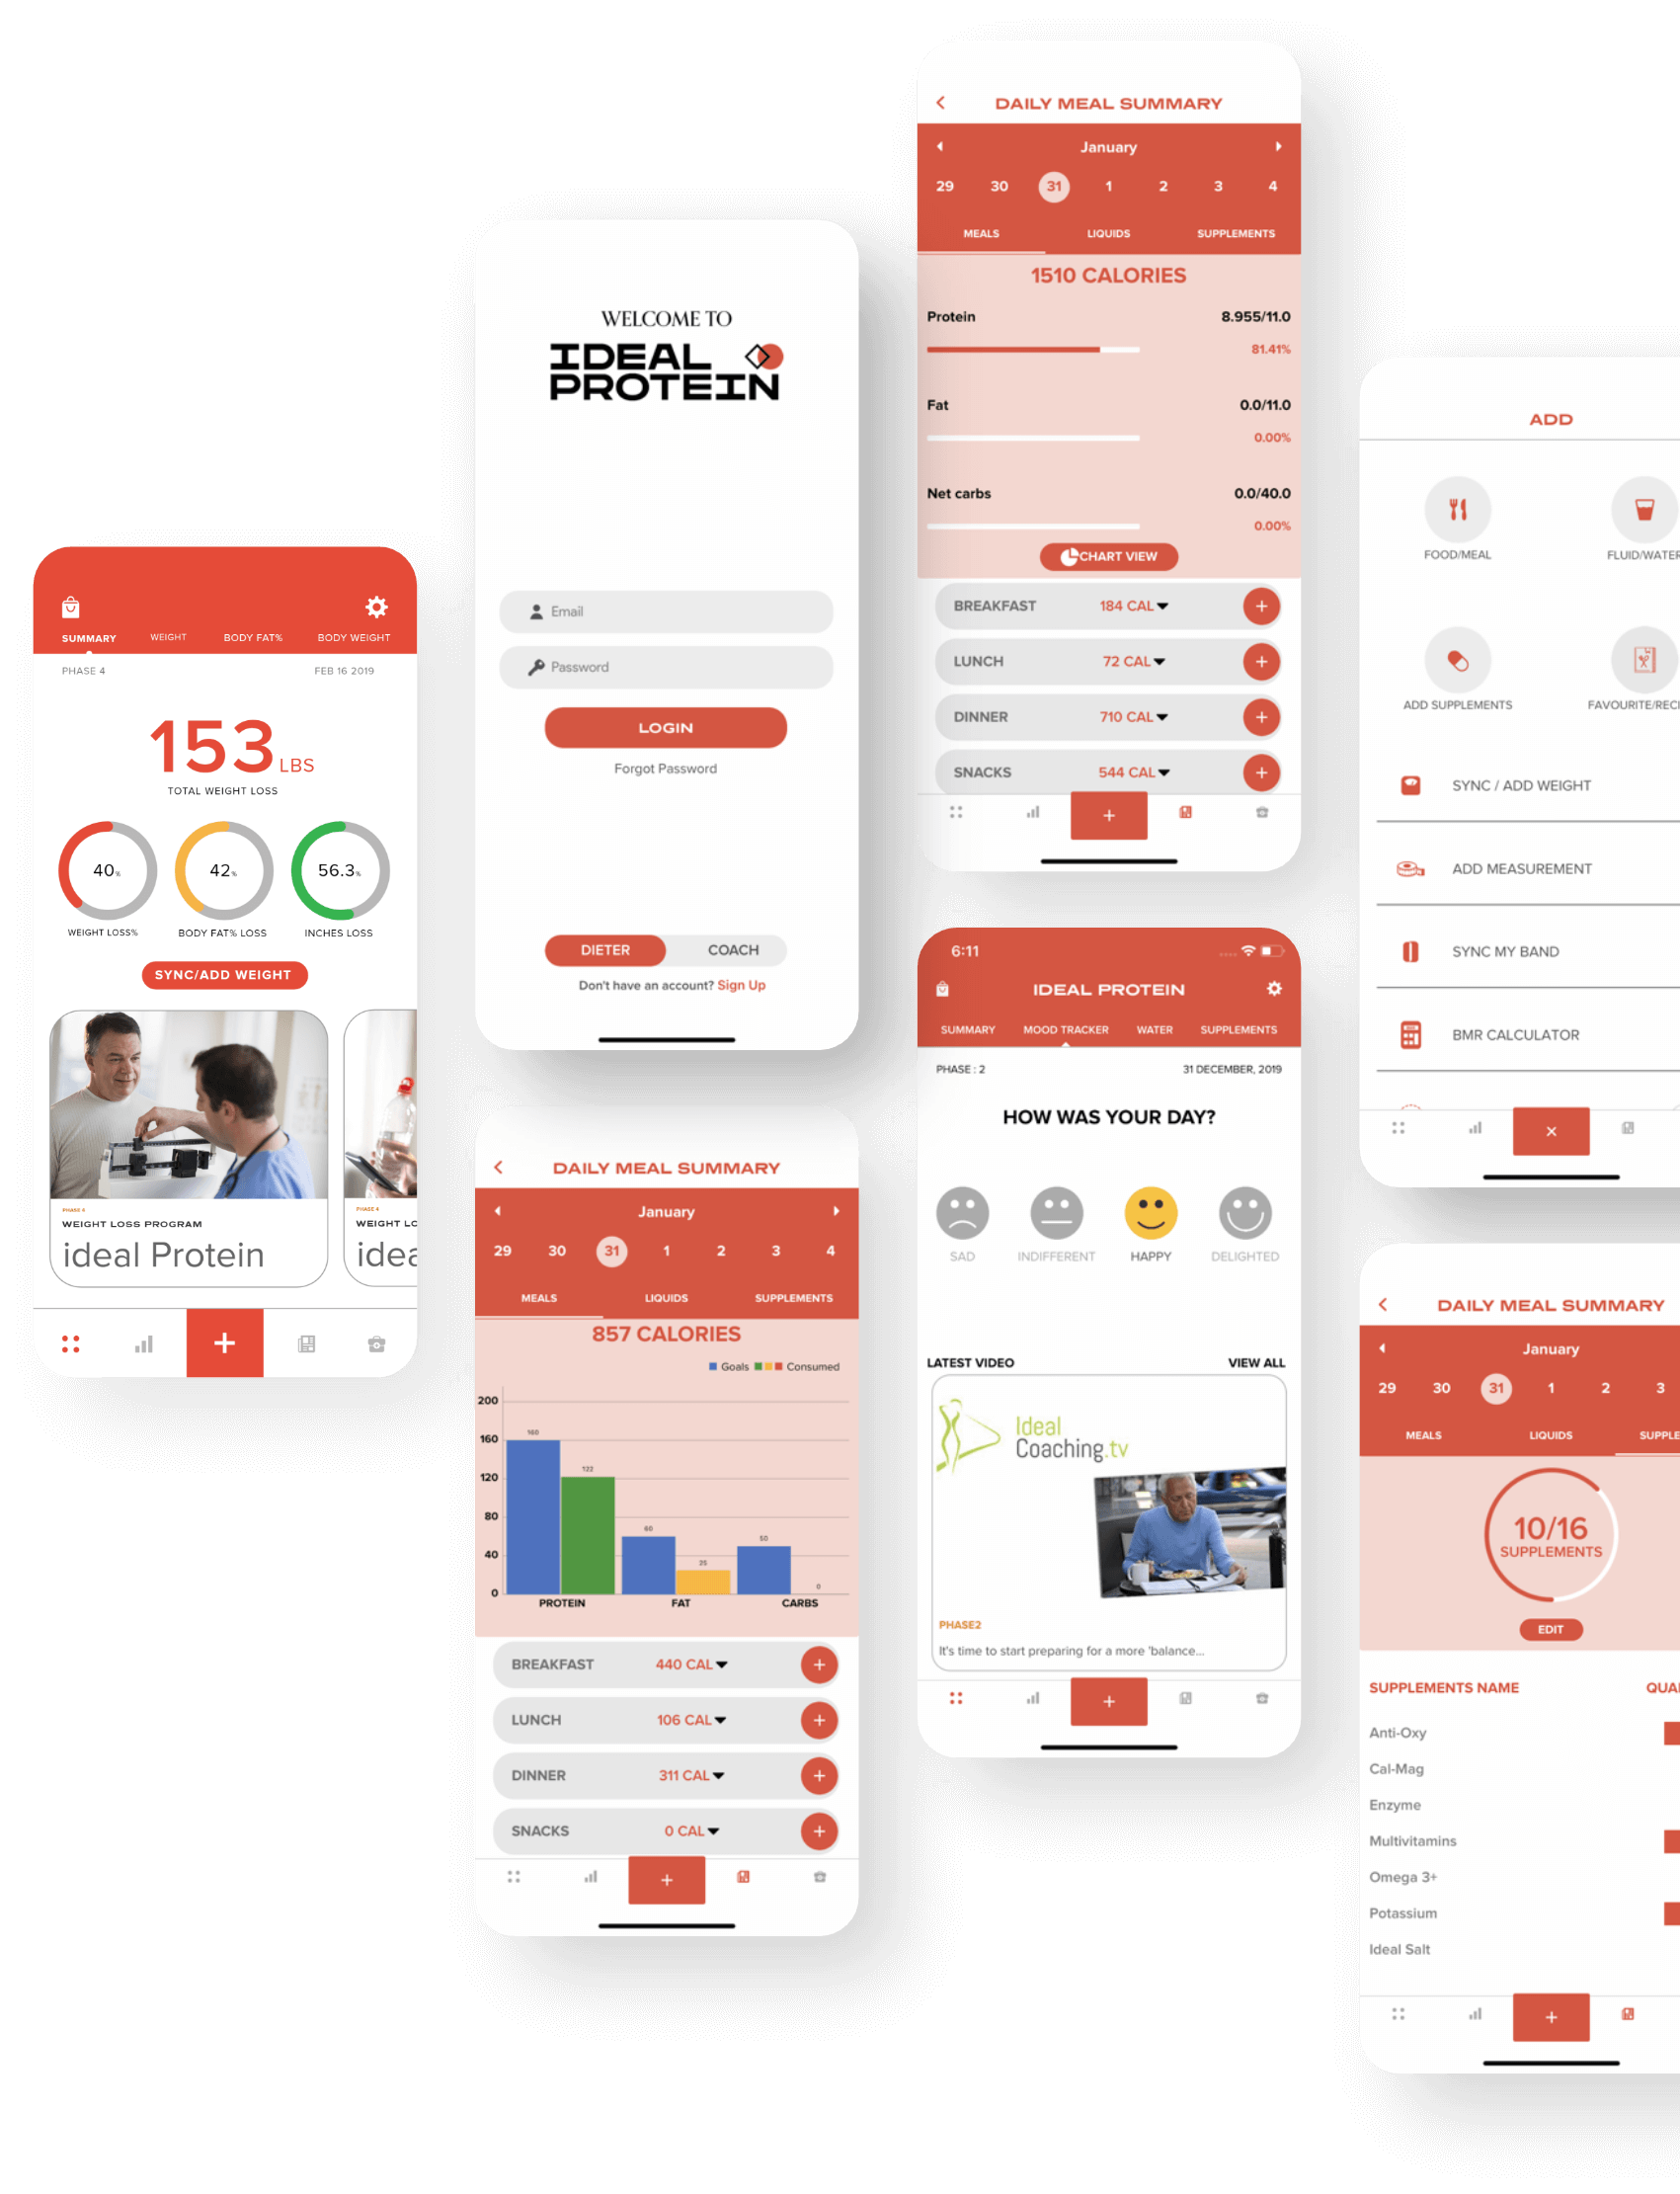 SUMMARY WEIGHT BODY FAT% BODY WEIGHT
PHASE 4 FEB 16 2019
153 LBS
TOTAL WEIGHT LOSS
40% 42% 56.3%
WEIGHT LOSS% BODY FAT% LOSS INCHES LOSS
SYNC/ADD WEIGHT
PHASE 4 PHASE 4
WEIGHT LOSS PROGRAM WEIGHT LO
ideal Protein idea
WELCOME TO
IDEAL
PROTEIN
Email
Password
LOGIN
Forgot Password
DIETER COACH
Don't have an account? Sign Up
DAILY MEAL SUMMARY
January
29 30 31 1 2 3 4
MEALS LIQUIDS SUPPLEMENTS
857 CALORIES
Goals Consumed
200
160
120
80
40
0
160
122
60
25
50
0
PROTEIN FAT CARBS
BREAKFAST 440 CAL
LUNCH 106 CAL
DINNER 311 CAL
SNACKS 0 CAL
DAILY MEAL SUMMARY
January
29 30 31 1 2 3 4
MEALS LIQUIDS SUPPLEMENTS
1510 CALORIES
Protein 8.955/11.0
81.41%
Fat 0.0/11.0
0.00%
Net carbs 0.0/40.0
0.00%
CHART VIEW
BREAKFAST 184 CAL
LUNCH 72 CAL
DINNER 710 CAL
SNACKS 544 CAL
6:11
IDEAL PROTEIN
SUMMARY MOOD TRACKER WATER SUPPLEMENTS
PHASE : 2 31 DECEMBER, 2019
HOW WAS YOUR DAY?
SAD INDIFFERENT HAPPY DELIGHTED
LATEST VIDEO VIEW ALL
Ideal
Coaching.tv
PHASE2
It's time to start preparing for a more 'balance...
ADD
FOOD/MEAL FLUID/WATER
ADD SUPPLEMENTS FAVOURITE/RECI
SYNC / ADD WEIGHT
ADD MEASUREMENT
SYNC MY BAND
BMR CALCULATOR
DAILY MEAL SUMMARY
January
29 30 31 1 2 3
MEALS LIQUIDS SUPPLE
10/16
SUPPLEMENTS
EDIT
SUPPLEMENTS NAME QUA
Anti-Oxy
Cal-Mag
Enzyme
Multivitamins
Omega 3+
Potassium
Ideal Salt